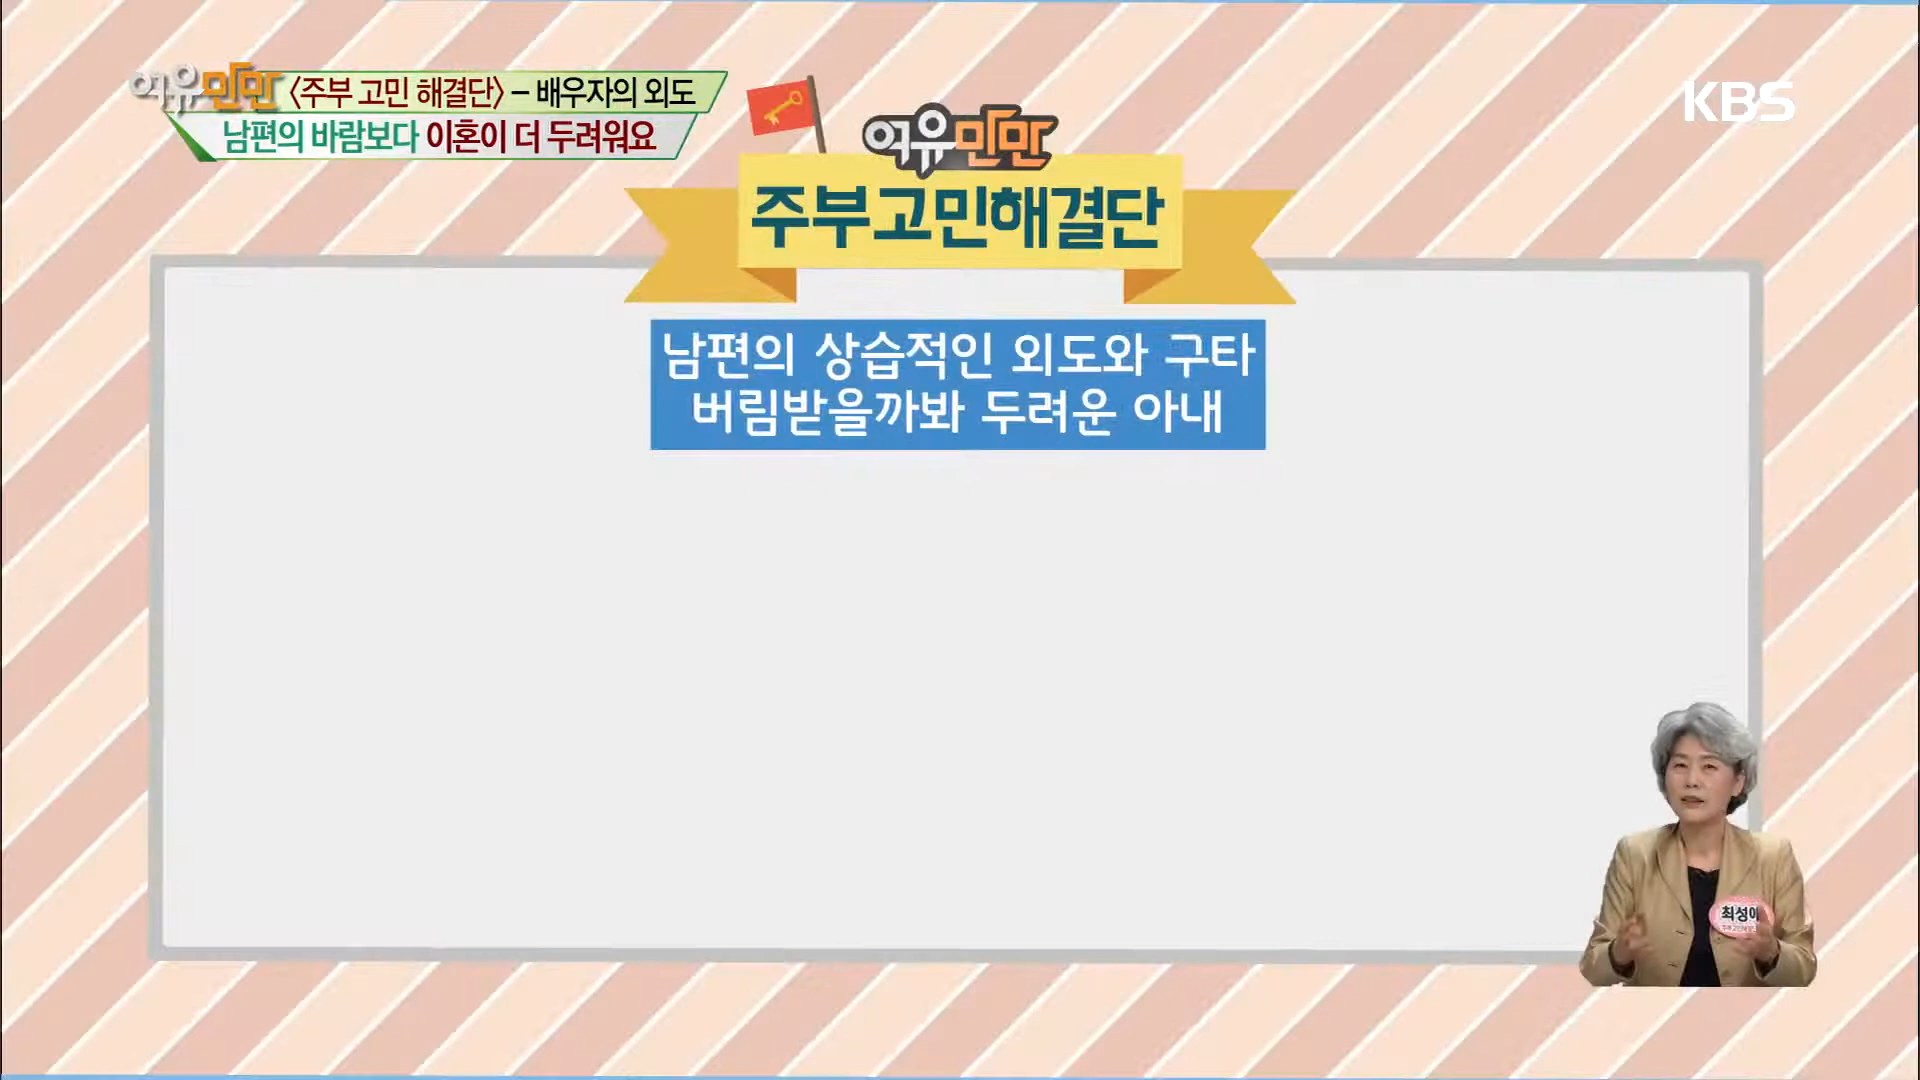 여유만만 〈주부 고민 해결단〉 – 배우자의 외도
남편의 바람보다 이혼이 더 두려워요
KBS
여유만만
주부고민해결단
남편의 상습적인 외도와 구타
버림받을까봐 두려운 아내
최성애